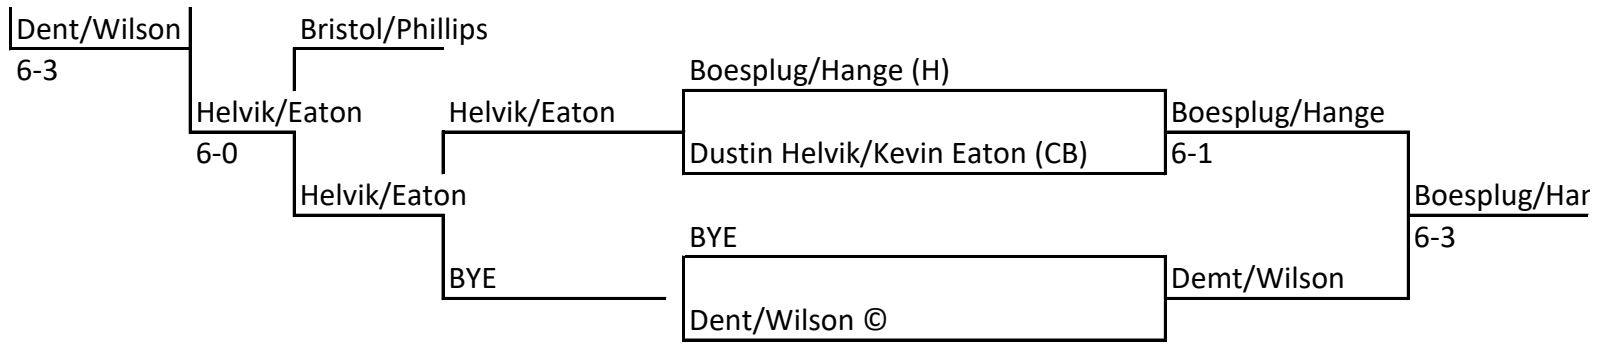 Dent/Wilson
6-3
Bristol/Phillips
Helvik/Eaton
6-0
Helvik/Eaton
Helvik/Eaton
BYE
Boesplug/Hange (H)
Dustin Helvik/Kevin Eaton (CB)
BYE
Dent/Wilson ©
Boesplug/Hange
6-1
Demt/Wilson
Boesplug/Han
6-3